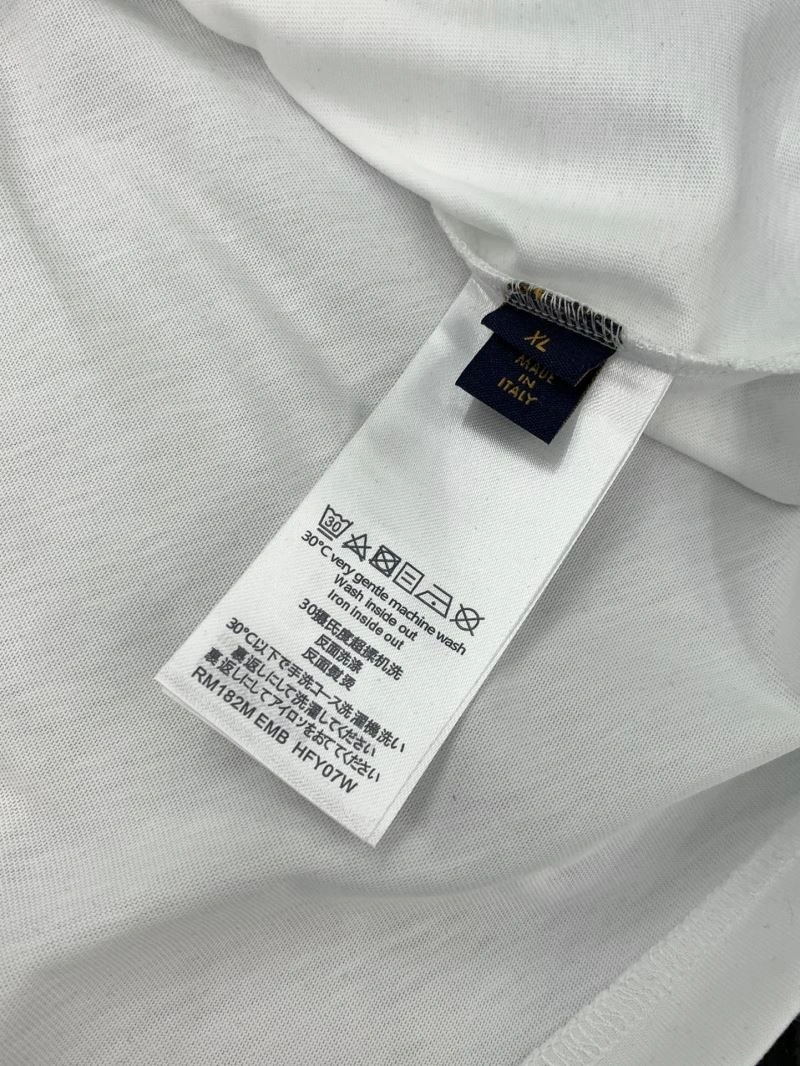 XL
MADE
IN
ITALY
30
30°C very gentle machine wash
Wash inside out
Iron inside out
30摄氏度超揉机洗
反面洗涤
反面熨烫
30℃以下で手洗コース洗濯機洗い
裏返しにして洗濯してください
裏返しにしてアイロンをおててください
RM182M EMB HFY07W